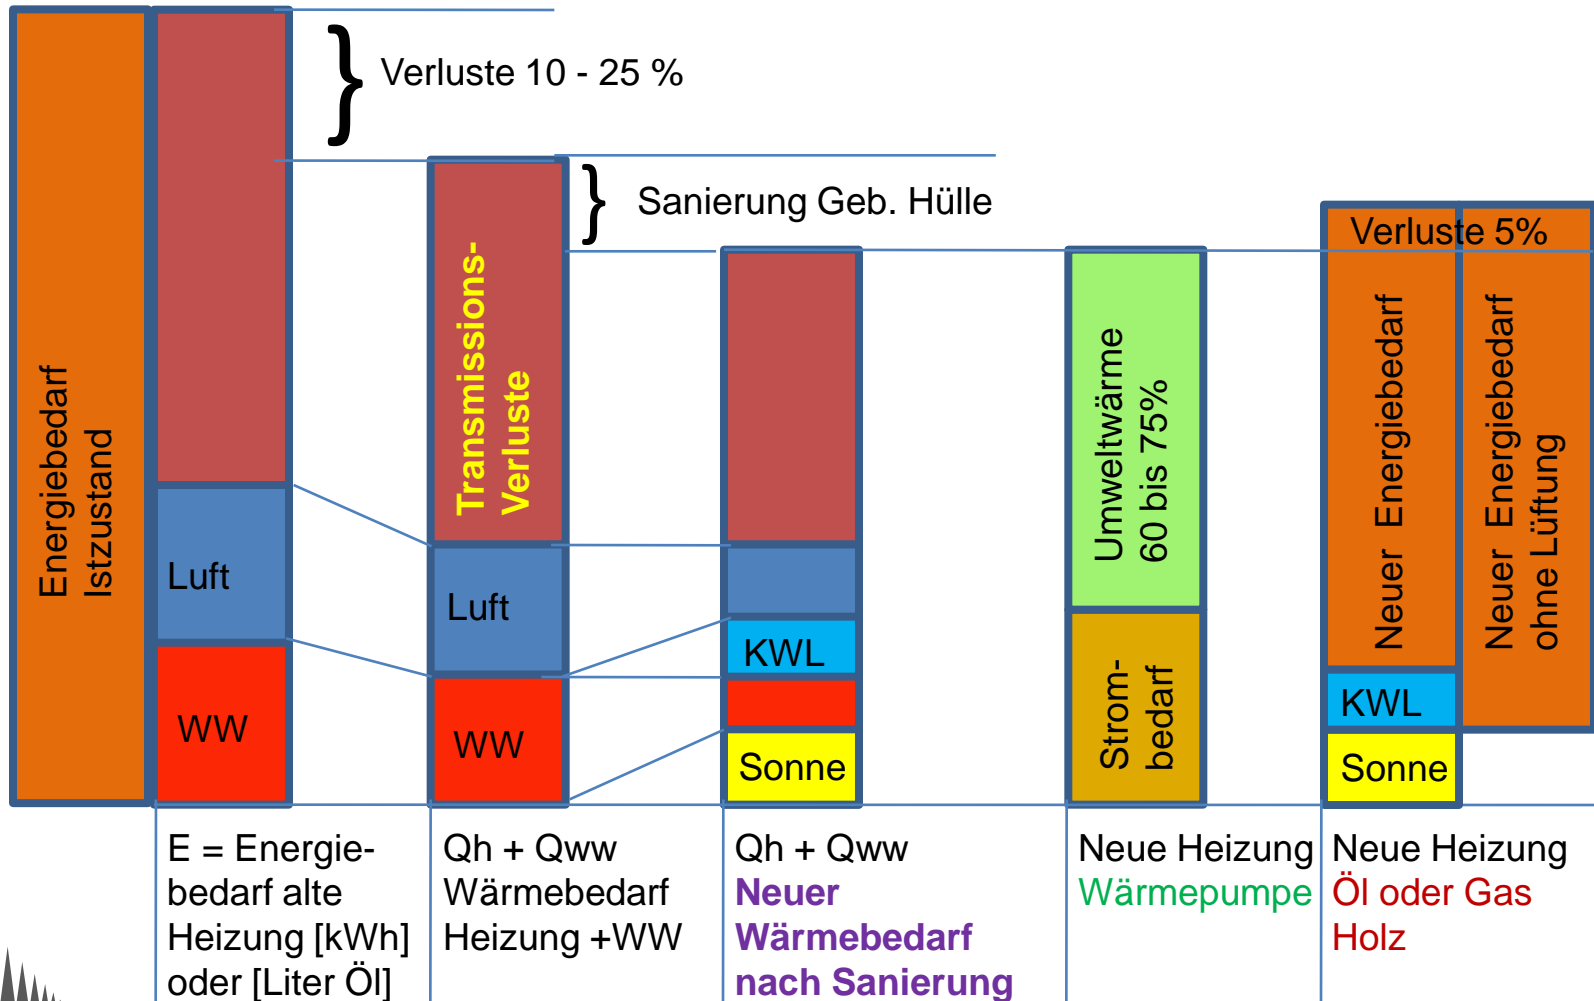 Verluste 10 - 25 %
Sanierung Geb. Hülle
Verluste 5%
Energiebedarf
Istzustand
Luft
WW
Transmissions-
Verluste
Luft
WW
KWL
Sonne
Umweltwärme
60 bis 75%
Strom-
bedarf
Neuer Energiebedarf
KWL
Sonne
Neuer Energiebedarf
ohne Lüftung
E = Energie-
bedarf alte
Heizung [kWh]
oder [Liter Öl]
Qh + Qww
Wärmebedarf
Heizung +WW
Qh + Qww
Neuer
Wärmebedarf
nach Sanierung
Neue Heizung
Wärmepumpe
Neue Heizung
Öl oder Gas
Holz